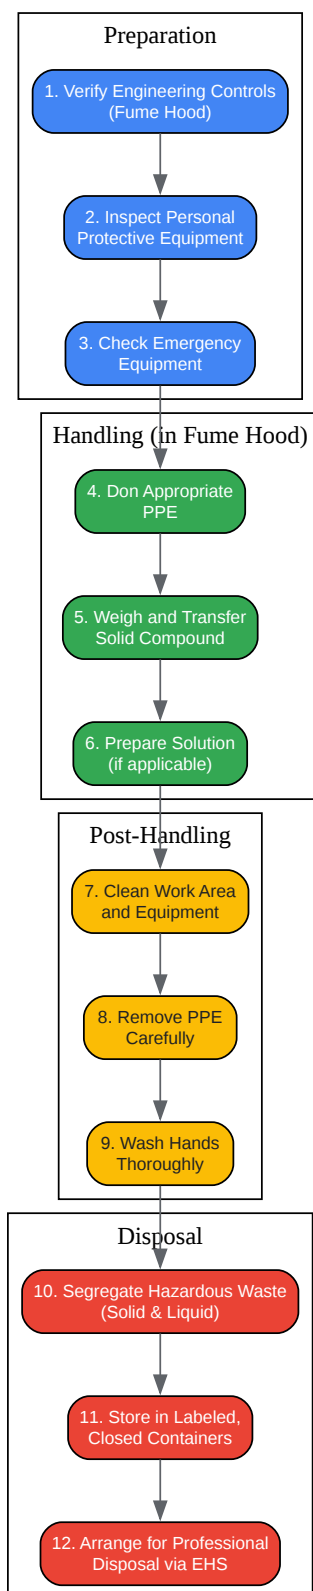 Preparation
1. Verify Engineering Controls
(Fume Hood)
2. Inspect Personal
Protective Equipment
3. Check Emergency
Equipment
Handling (in Fume Hood)
4. Don Appropriate
PPE
5. Weigh and Transfer
Solid Compound
6. Prepare Solution
(if applicable)
Post-Handling
7. Clean Work Area
and Equipment
8. Remove PPE
Carefully
9. Wash Hands
Thoroughly
Disposal
10. Segregate Hazardous Waste
(Solid & Liquid)
11. Store in Labeled,
Closed Containers
12. Arrange for Professional
Disposal via EHS